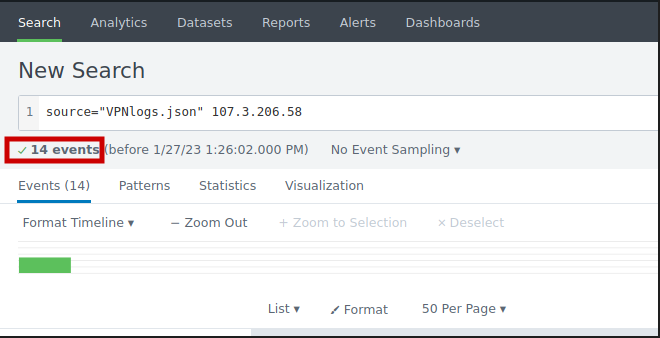 Search Analytics Datasets Reports Alerts Dashboards
New Search
1 source="VPNlogs.json" 107.3.206.58
✓ 14 events (before 1/27/23 1:26:02.000 PM) No Event Sampling ▾
Events (14) Patterns Statistics Visualization
Format Timeline ▾ − Zoom Out + Zoom to Selection × Deselect
List ▾ Format 50 Per Page ▾